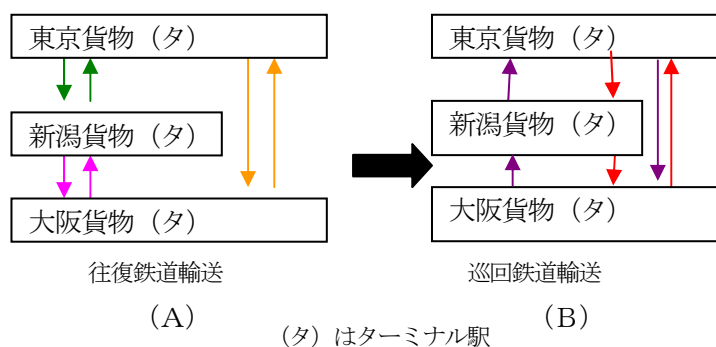 東京貨物（タ）
新潟貨物（タ）
大阪貨物（タ）
往復鉄道輸送
（A）
東京貨物（タ）
新潟貨物（タ）
大阪貨物（タ）
巡回鉄道輸送
（B）
（タ）はターミナル駅